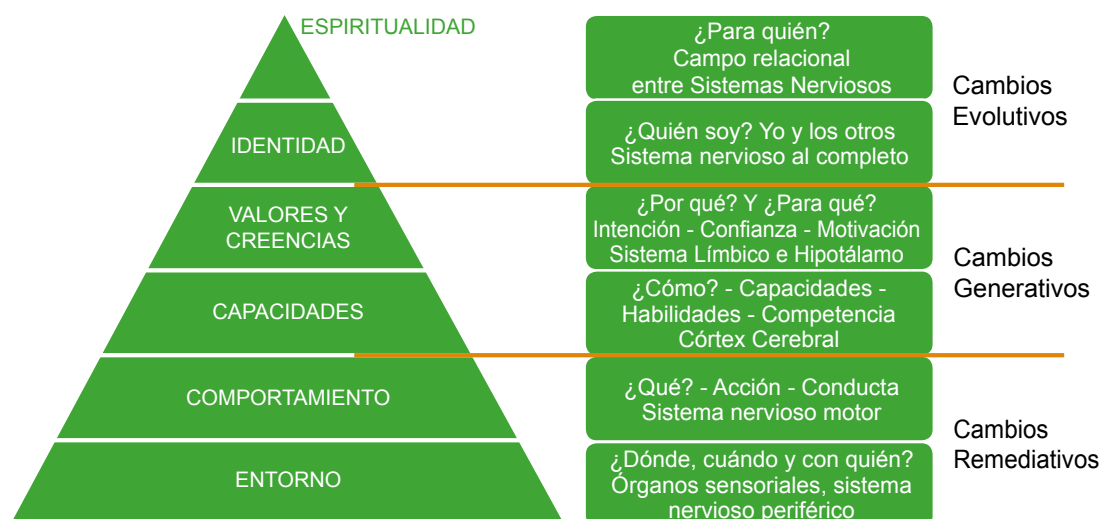 ESPIRITUALIDAD
¿Para quién?
Campo relacional
entre Sistemas Nerviosos
Cambios
Evolutivos
IDENTIDAD
¿Quién soy? Yo y los otros
Sistema nervioso al completo
VALORES Y
CREENCIAS
¿Por qué? Y ¿Para qué?
Intención - Confianza - Motivación
Sistema Límbico e Hipotálamo
Cambios
Generativos
CAPACIDADES
¿Cómo? - Capacidades -
Habilidades - Competencia
Córtex Cerebral
COMPORTAMIENTO
¿Qué? - Acción - Conducta
Sistema nervioso motor
Cambios
Remediativos
ENTORNO
¿Dónde, cuándo y con quién?
Órganos sensoriales, sistema
nervioso periférico